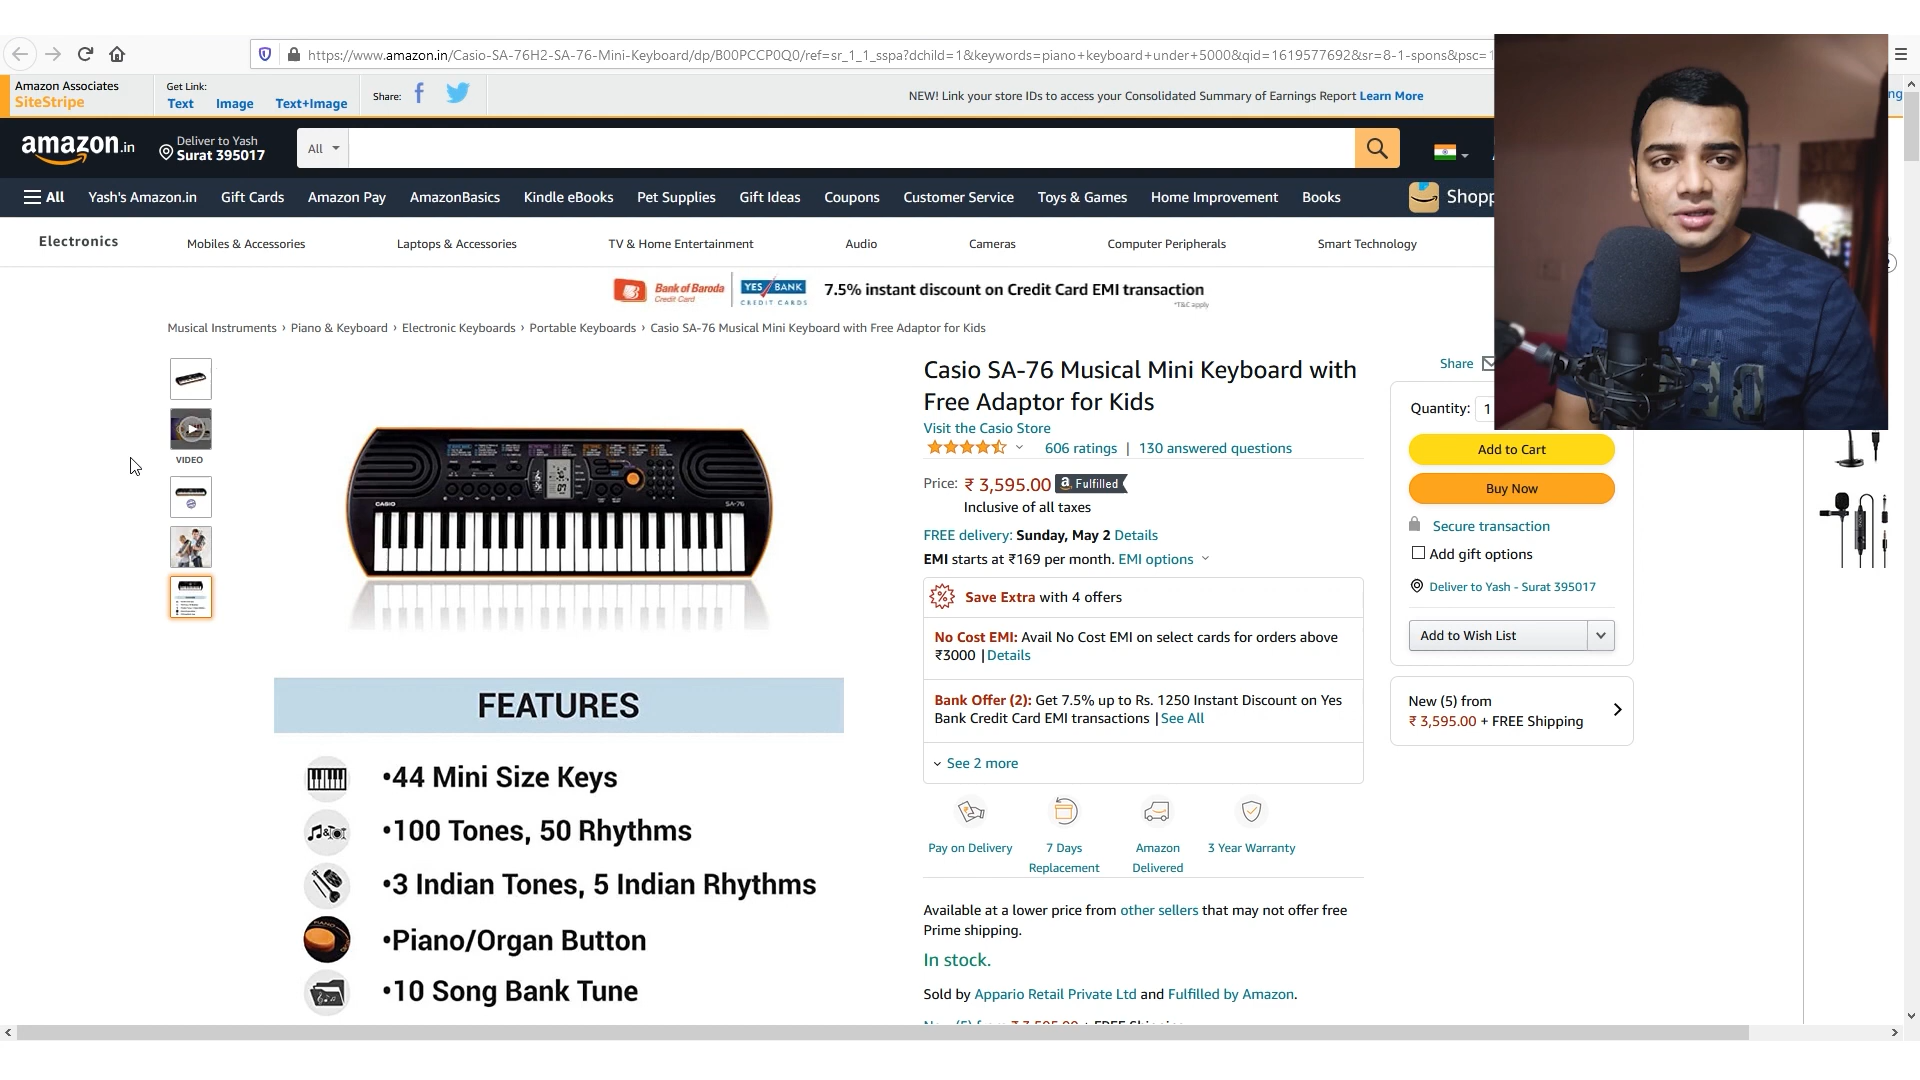 https://www.amazon.in/Casio-SA-76H2-SA-76-Mini-Keyboard/dp/B00PCCP0Q0/ref=sr_1_1_sspa?dchild=1&keywords=piano+keyboard+under+5000&qid=1619577692&sr=8-1-spons&psc=1
Amazon Associates
SiteStripe
Get Link:
Text Image Text+Image
Share:
NEW! Link your store IDs to access your Consolidated Summary of Earnings Report Learn More
amazon.in
Deliver to Yash
Surat 395017
All
All Yash's Amazon.in Gift Cards Amazon Pay AmazonBasics Kindle eBooks Pet Supplies Gift Ideas Coupons Customer Service Toys & Games Home Improvement Books
Electronics Mobiles & Accessories Laptops & Accessories TV & Home Entertainment Audio Cameras Computer Peripherals Smart Technology
Bank of Baroda
Credit Card
YES BANK
CREDIT CARDS
7.5% instant discount on Credit Card EMI transaction
*T&C apply
Musical Instruments › Piano & Keyboard › Electronic Keyboards › Portable Keyboards › Casio SA-76 Musical Mini Keyboard with Free Adaptor for Kids
VIDEO
CASIO
SA-76
FEATURES
•44 Mini Size Keys
•100 Tones, 50 Rhythms
•3 Indian Tones, 5 Indian Rhythms
•Piano/Organ Button
•10 Song Bank Tune
Casio SA-76 Musical Mini Keyboard with
Free Adaptor for Kids
Visit the Casio Store
606 ratings | 130 answered questions
Price: ₹ 3,595.00 a Fulfilled
Inclusive of all taxes
FREE delivery: Sunday, May 2 Details
EMI starts at ₹169 per month. EMI options
Save Extra with 4 offers
No Cost EMI: Avail No Cost EMI on select cards for orders above
₹3000 |Details
Bank Offer (2): Get 7.5% up to Rs. 1250 Instant Discount on Yes
Bank Credit Card EMI transactions |See All
See 2 more
Pay on Delivery
7 Days
Replacement
Amazon
Delivered
3 Year Warranty
Available at a lower price from other sellers that may not offer free
Prime shipping.
In stock.
Sold by Appario Retail Private Ltd and Fulfilled by Amazon.
Share
Quantity: 1
Add to Cart
Buy Now
Secure transaction
Add gift options
Deliver to Yash - Surat 395017
Add to Wish List
New (5) from
₹ 3,595.00 + FREE Shipping